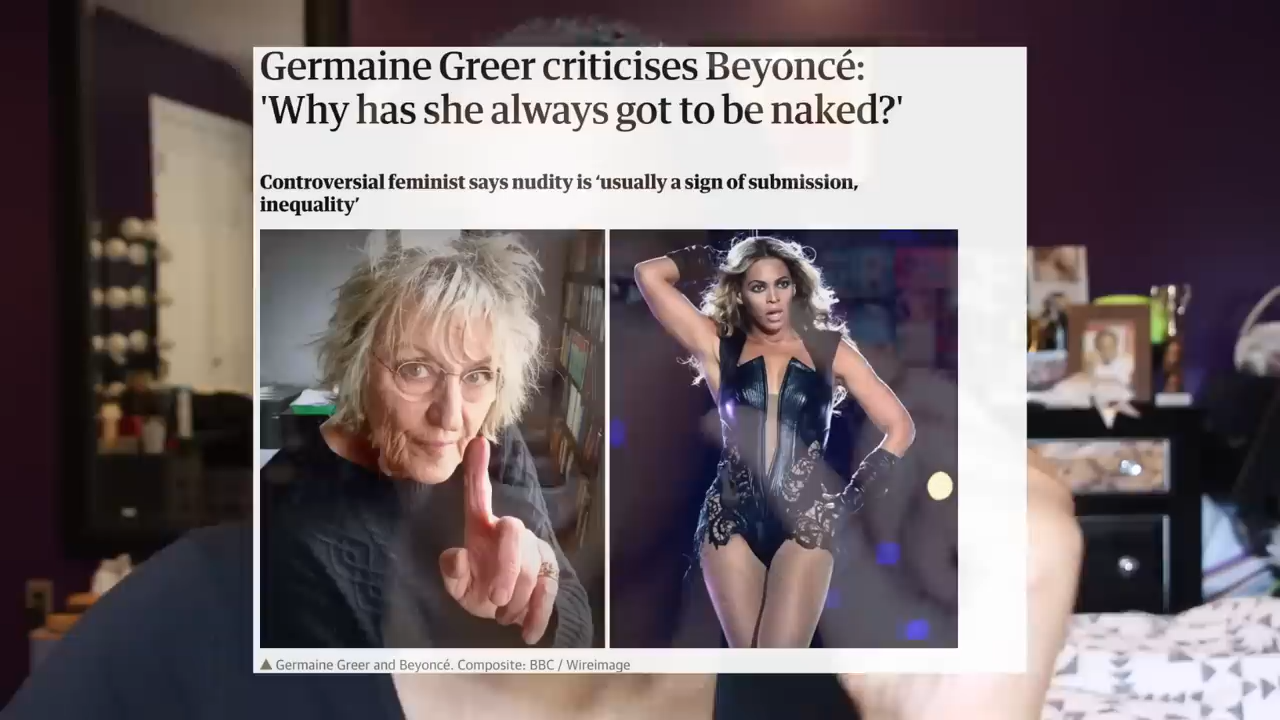 Germaine Greer criticises Beyoncé:
'Why has she always got to be naked?'
Controversial feminist says nudity is ‘usually a sign of submission,
inequality’
▲ Germaine Greer and Beyoncé. Composite: BBC / Wireimage